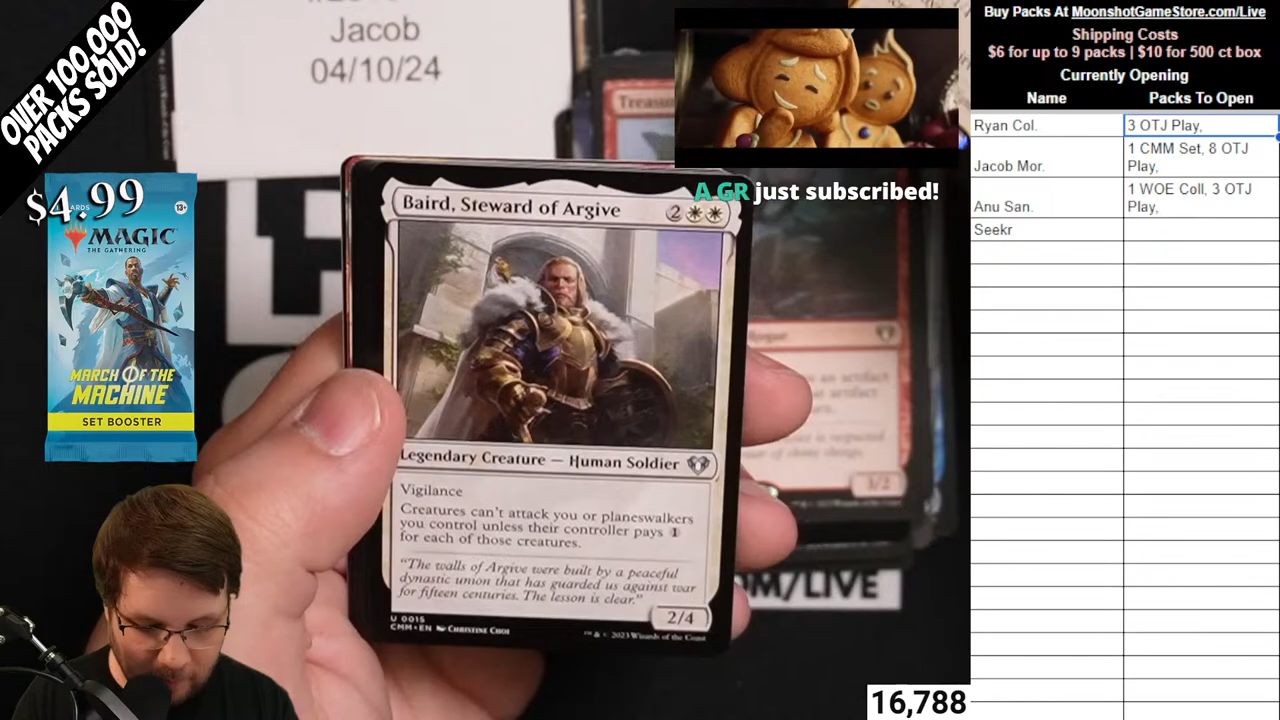 OVER 100,000
PACKS SOLD!
Jacob
04/10/24
$4.99
13+
MAGIC
THE GATHERING
MARCH OF THE
MACHINE
SET BOOSTER
Baird, Steward of Argive 2
Legendary Creature — Human Soldier
Vigilance
Creatures can't attack you or planeswalkers
you control unless their controller pays 1
for each of those creatures.
"The walls of Argive were built by a peaceful
dynastic union that has guarded us against war
for fifteen centuries. The lesson is clear."
2/4
U 0015
CMM • EN Christine Choi
™ & © 2023 Wizards of the Coast
A GR just subscribed!
OM/LIVE
16,788
Buy Packs At MoonshotGameStore.com/Live
Shipping Costs
$6 for up to 9 packs | $10 for 500 ct box
Currently Opening
Name Packs To Open
Ryan Col. 3 OTJ Play,
Jacob Mor. 1 CMM Set, 8 OTJ
Play,
Anu San. 1 WOE Coll, 3 OTJ
Play,
Seekr